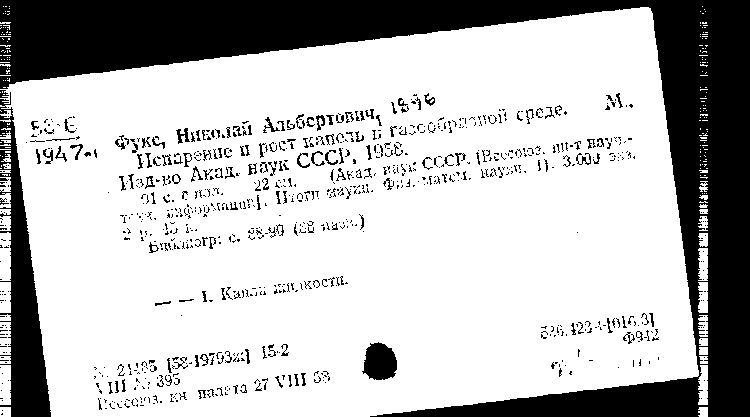 58-6
1947
Фукс, Николай Альбертович, 1896
Испарение и рост капель в газообразной среде. М.,
Изд-во Акад. наук СССР, 1958.
91 с. с илл. 22 см. (Акад. наук СССР. Всесоюз. ин-т науч.-
техн. информации]. Итоги науки. Физ.-матем. науки. 1). 3.000 экз.
2 р. 45 к.
Библиогр: с. 88-90 (88 назв.)
— — 1. Капли жидкости.
№ 21485 [58-19793ж] 15-2
VIII № 395
Всесоюз. кн. палата 27 VIII 58
536.423.4[016.3]
Ф942